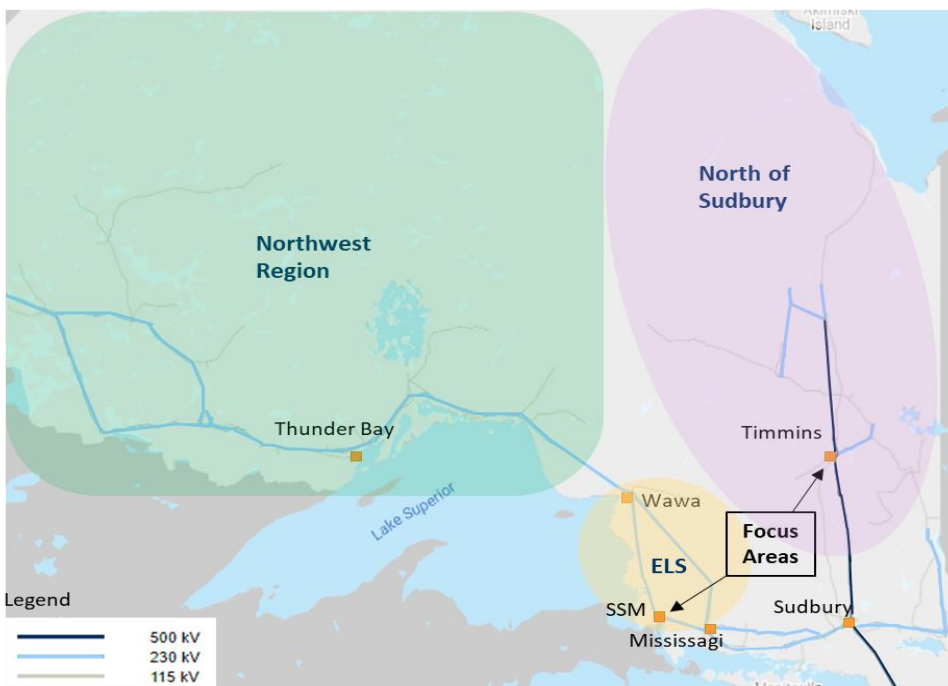 Akimiski
Island
North of
Sudbury
Northwest
Region
Thunder Bay
Timmins
Lake Superior
Wawa
Focus
Areas
ELS
Legend
SSM
Sudbury
Mississagi
500 kV
230 kV
115 kV